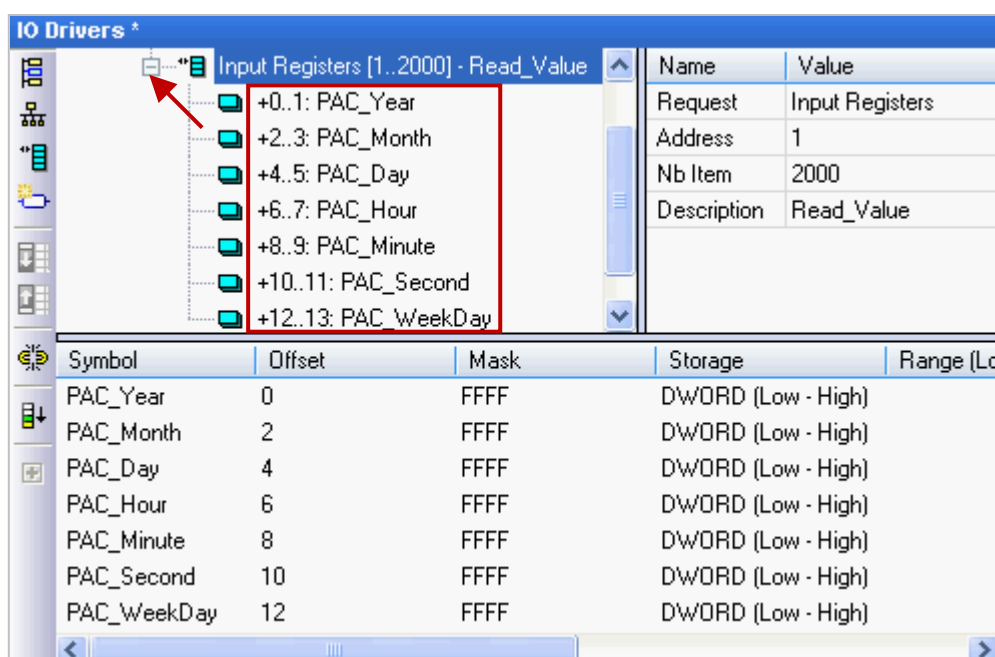 IO Drivers *
Input Registers [1..2000] - Read_Value
+0..1: PAC_Year
+2..3: PAC_Month
+4..5: PAC_Day
+6..7: PAC_Hour
+8..9: PAC_Minute
+10..11: PAC_Second
+12..13: PAC_WeekDay
Name Value
Request Input Registers
Address 1
Nb Item 2000
Description Read_Value
Symbol Offset Mask Storage Range (Lo
PAC_Year 0 FFFF DWORD (Low - High)
PAC_Month 2 FFFF DWORD (Low - High)
PAC_Day 4 FFFF DWORD (Low - High)
PAC_Hour 6 FFFF DWORD (Low - High)
PAC_Minute 8 FFFF DWORD (Low - High)
PAC_Second 10 FFFF DWORD (Low - High)
PAC_WeekDay 12 FFFF DWORD (Low - High)